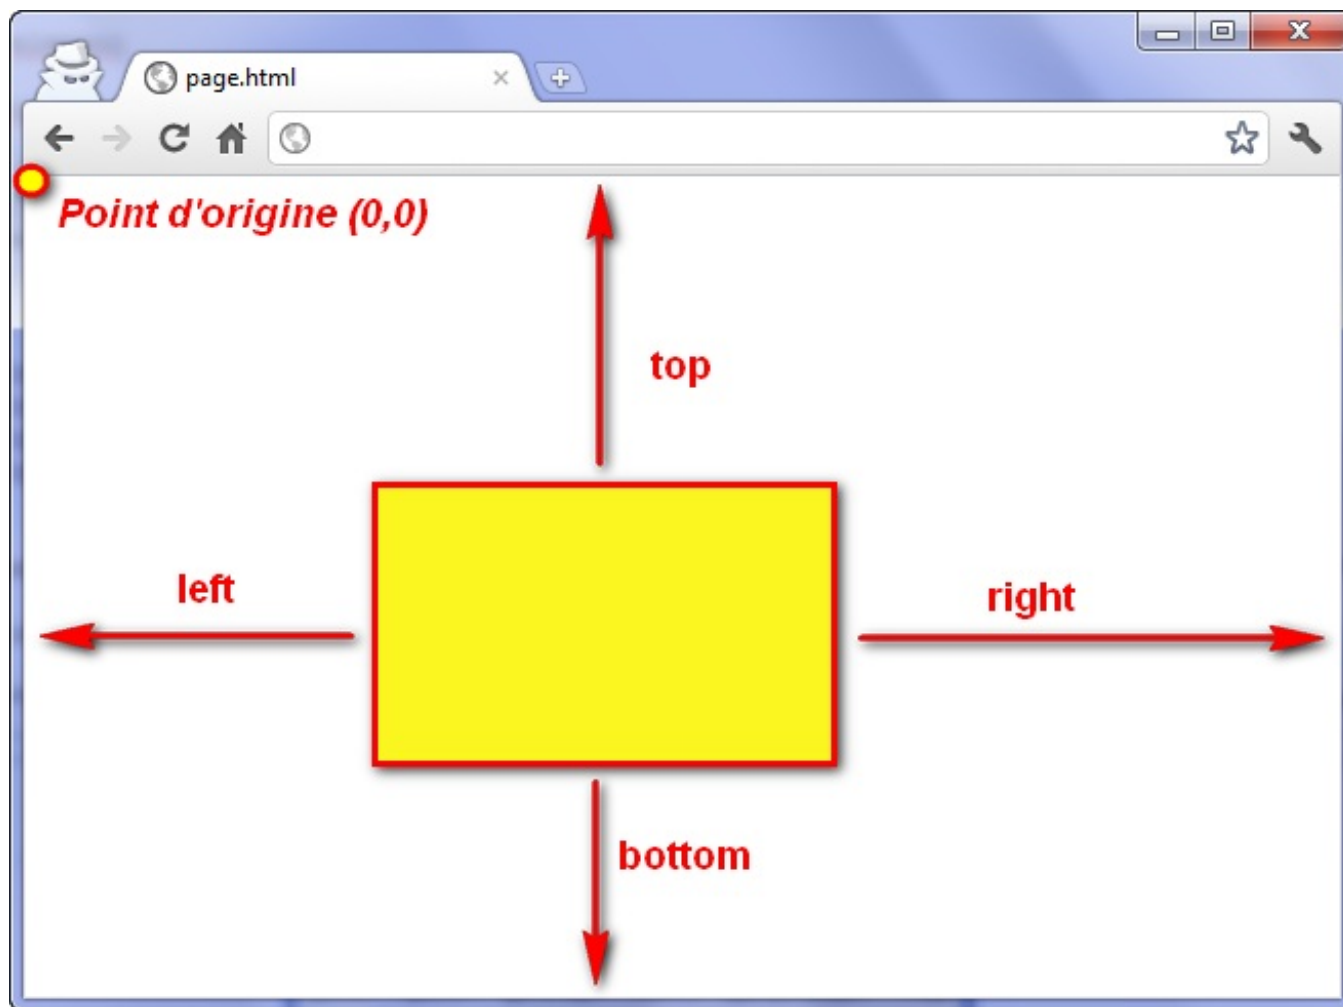 page.html
Point d'origine (0,0)
top
left
right
bottom